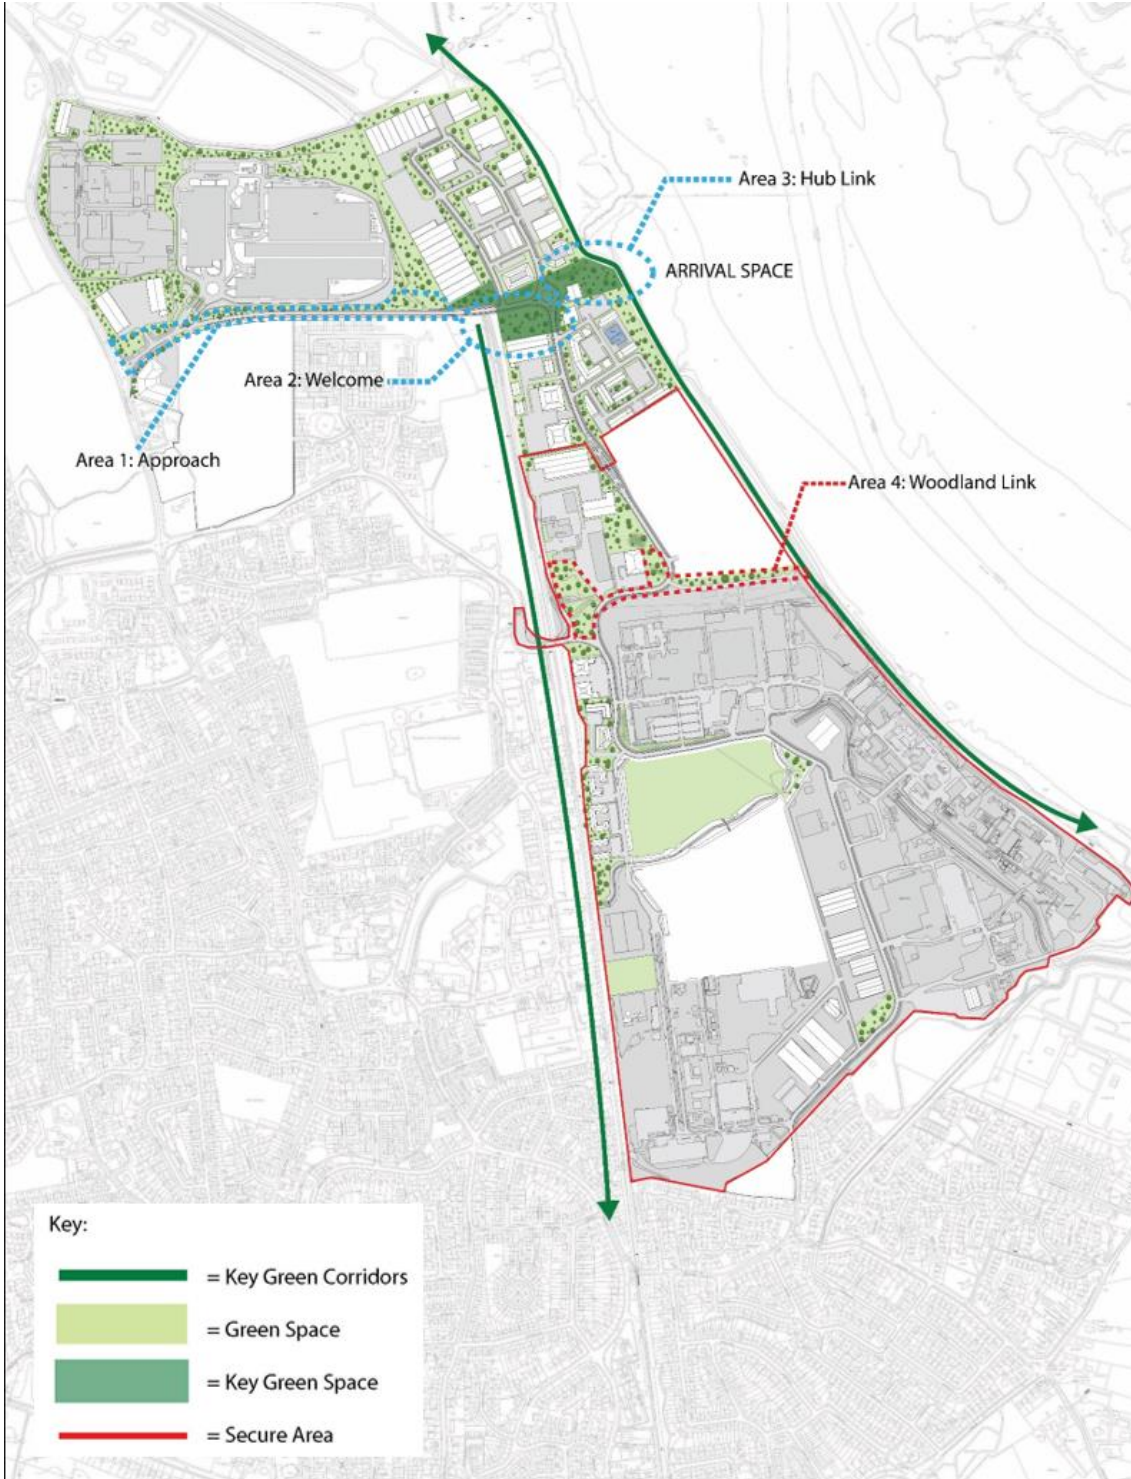 Area 3: Hub Link
ARRIVAL SPACE
Area 2: Welcome
Area 1: Approach
Area 4: Woodland Link
Key:
= Key Green Corridors
= Green Space
= Key Green Space
= Secure Area